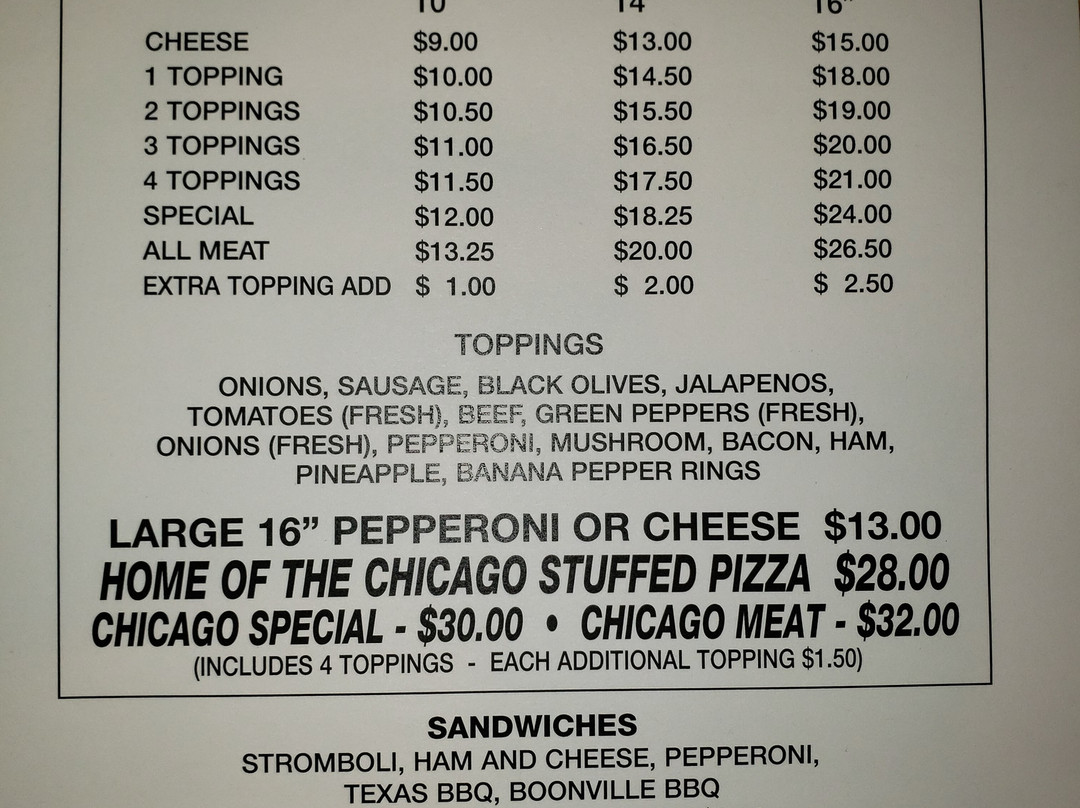 10 14 16"
CHEESE $9.00 $13.00 $15.00
1 TOPPING $10.00 $14.50 $18.00
2 TOPPINGS $10.50 $15.50 $19.00
3 TOPPINGS $11.00 $16.50 $20.00
4 TOPPINGS $11.50 $17.50 $21.00
SPECIAL $12.00 $18.25 $24.00
ALL MEAT $13.25 $20.00 $26.50
EXTRA TOPPING ADD $ 1.00 $ 2.00 $ 2.50
TOPPINGS
ONIONS, SAUSAGE, BLACK OLIVES, JALAPENOS,
TOMATOES (FRESH), BEEF, GREEN PEPPERS (FRESH),
ONIONS (FRESH), PEPPERONI, MUSHROOM, BACON, HAM,
PINEAPPLE, BANANA PEPPER RINGS
LARGE 16” PEPPERONI OR CHEESE $13.00
HOME OF THE CHICAGO STUFFED PIZZA $28.00
CHICAGO SPECIAL - $30.00 • CHICAGO MEAT - $32.00
(INCLUDES 4 TOPPINGS - EACH ADDITIONAL TOPPING $1.50)
SANDWICHES
STROMBOLI, HAM AND CHEESE, PEPPERONI,
TEXAS BBQ, BOONVILLE BBQ